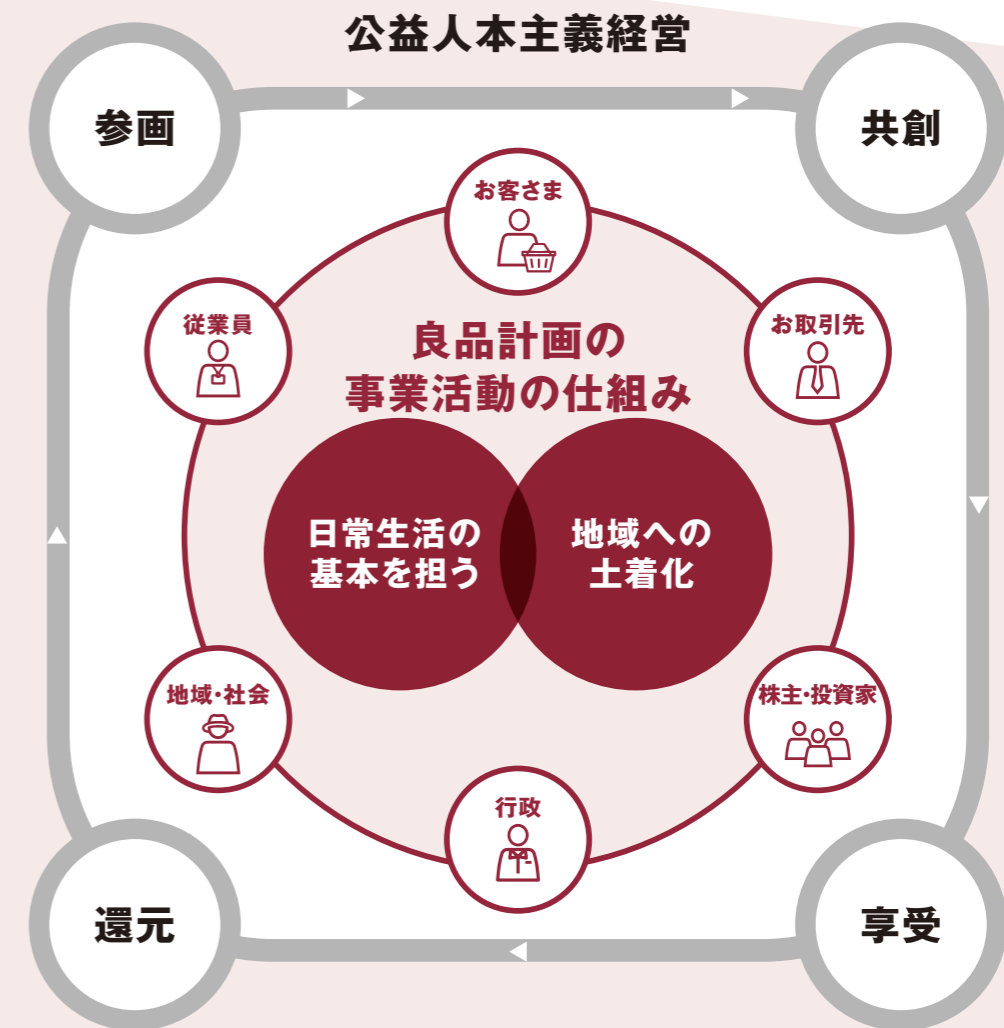 公益人本主義経営
参画
共創
お客さま
従業員
お取引先
良品計画の
事業活動の仕組み
日常生活の
基本を担う
地域への
土着化
地域・社会
株主・投資家
行政
還元
享受